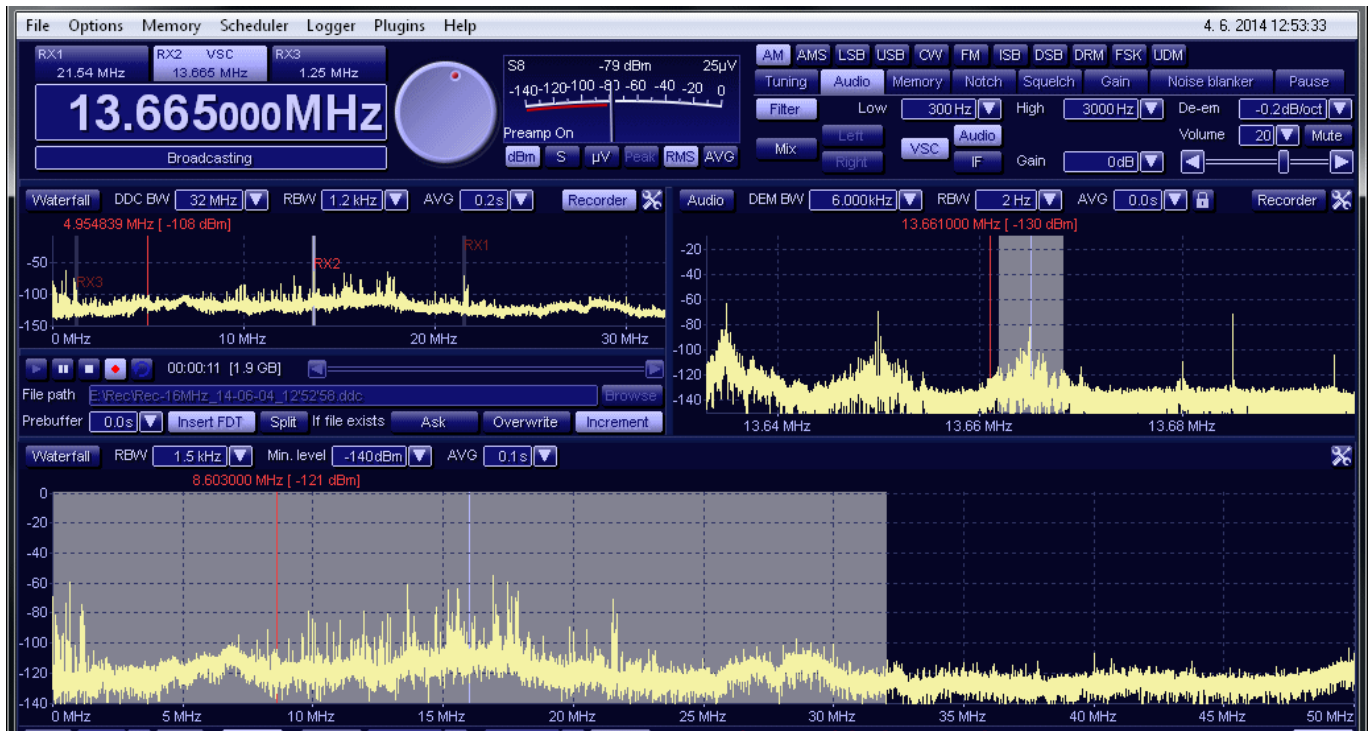 File Options Memory Scheduler Logger Plugins Help 4. 6. 2014 12:53:33
RX1 RX2 VSC RX3
21.54 MHz 13.665 MHz 1.25 MHz
13.665000MHz
Broadcasting
S8 -79 dBm 25µV
-140 -120 -100 -80 -60 -40 -20 0
Preamp On
dBm S µV Peak RMS AVG
AM AMS LSB USB CW FM ISB DSB DRM FSK UDM
Tuning Audio Memory Notch Squelch Gain Noise blanker Pause
Filter Low 300 Hz High 3000 Hz De-em -0.2dB/oct
Mix Left Right VSC Audio IF Gain 0dB Volume 20 Mute
Waterfall DDC BW 32 MHz RBW 1.2 kHz AVG 0.2s Recorder
4.954839 MHz [ -108 dBm]
RX1
RX2
RX3
-50
-100
-150
0 MHz 10 MHz 20 MHz 30 MHz
00:00:11 [1.9 GB]
File path E:\Rec\Rec-16MHz_14-06-04_12'52'58.ddc Browse
Prebuffer 0.0s Insert FDT Split If file exists Ask Overwrite Increment
Audio DEM BW 6.000kHz RBW 2 Hz AVG 0.0s Recorder
13.661000 MHz [ -130 dBm]
-20
-40
-60
-80
-100
-120
-140
13.64 MHz 13.66 MHz 13.68 MHz
Waterfall RBW 1.5 kHz Min. level -140dBm AVG 0.1s
8.603000 MHz [ -121 dBm]
0
-20
-40
-60
-80
-100
-120
-140
0 MHz 5 MHz 10 MHz 15 MHz 20 MHz 25 MHz 30 MHz 35 MHz 40 MHz 45 MHz 50 MHz